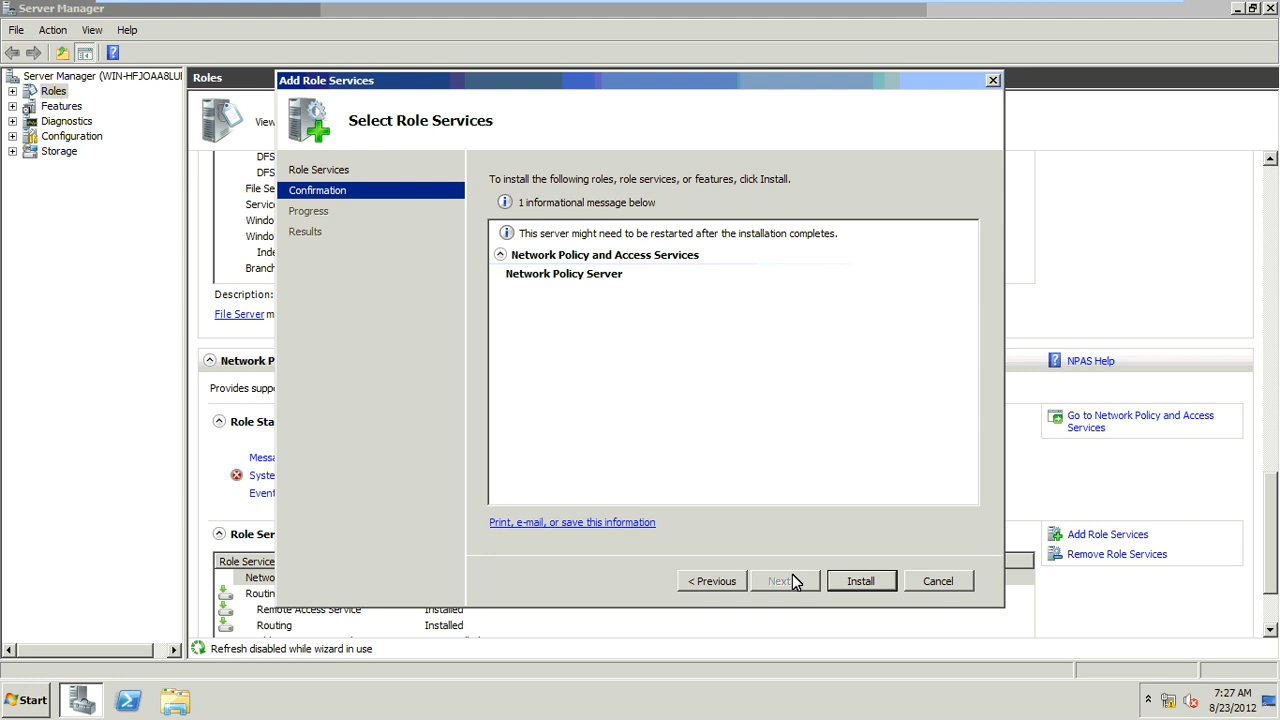 Server Manager
File Action View Help
Server Manager (WIN-HFJOAA8LU
Roles
Features
Diagnostics
Configuration
Storage
Roles
View
DFS
DFS
File Se
Servic
Windo
Windo
Inde
Branch
Description:
File Server m
Network P
Provides suppo
Role Sta
Messa
Syste
Event
Role Ser
Role Service
Netwo
Routin
Remote Access Service Installed
Routing Installed
Refresh disabled while wizard in use
NPAS Help
Go to Network Policy and Access
Services
Add Role Services
Remove Role Services
Add Role Services
Select Role Services
Role Services
Confirmation
Progress
Results
To install the following roles, role services, or features, click Install.
1 informational message below
This server might need to be restarted after the installation completes.
Network Policy and Access Services
Network Policy Server
Print, e-mail, or save this information
< Previous Next Install Cancel
Start
7:27 AM
8/23/2012